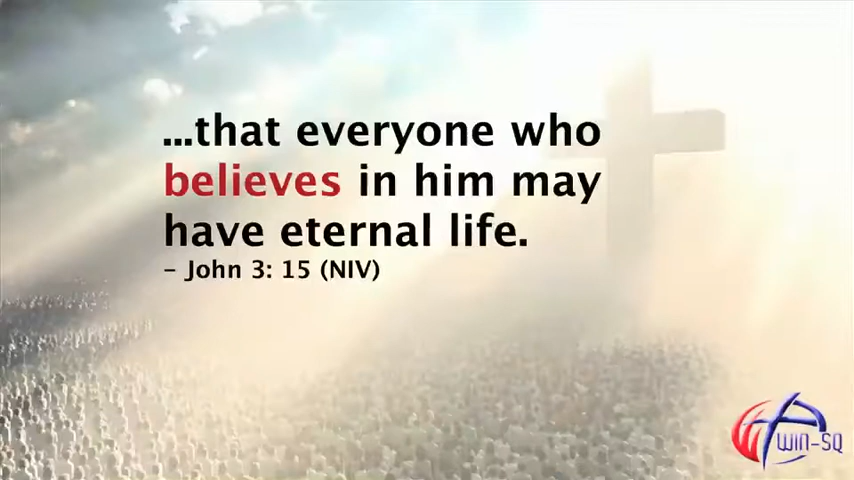 ...that everyone who
believes in him may
have eternal life.
– John 3: 15 (NIV)
WIN-SQ